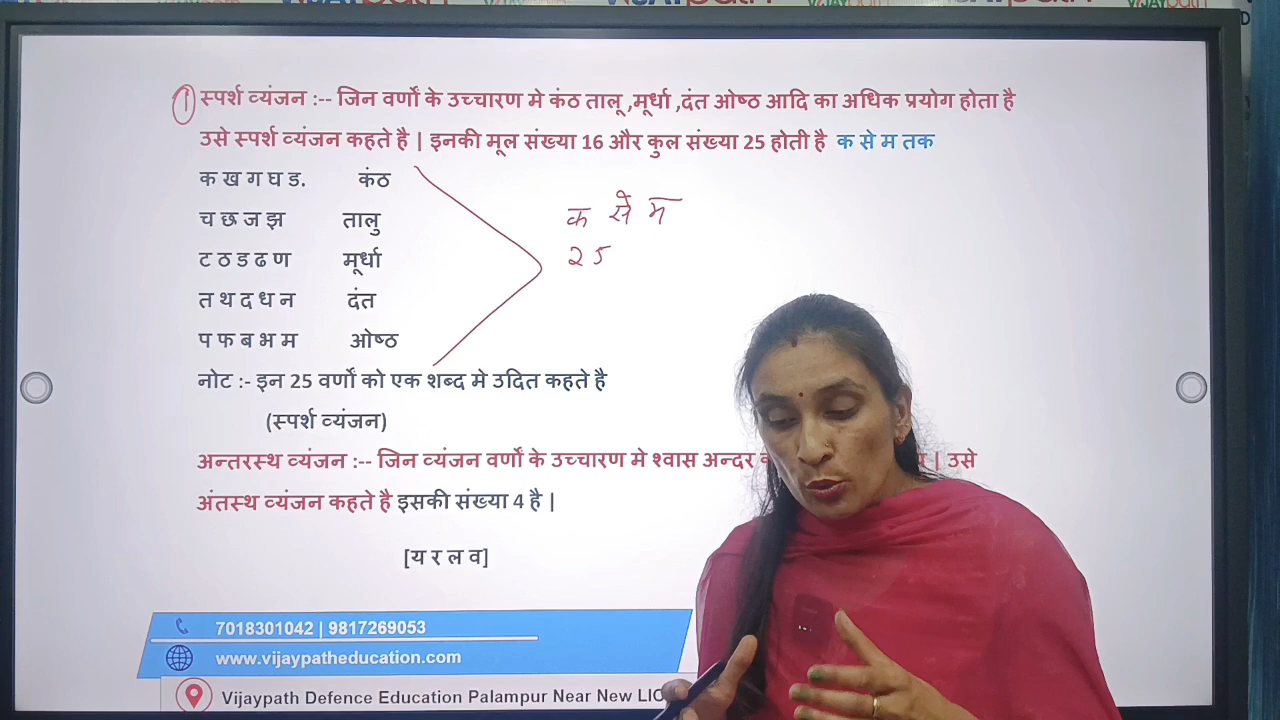 ① स्पर्श व्यंजन :-- जिन वर्णों के उच्चारण मे कंठ तालू ,मूर्धा ,दंत ओष्ठ आदि का अधिक प्रयोग होता है
उसे स्पर्श व्यंजन कहते है | इनकी मूल संख्या 16 और कुल संख्या 25 होती है क से म तक
क ख ग घ ड. कंठ
च छ ज झ तालु
क से म
ट ठ ड ढ ण मूर्धा
25
त थ द ध न दंत
प फ ब भ म ओष्ठ
नोट :- इन 25 वर्णों को एक शब्द मे उदित कहते है
(स्पर्श व्यंजन)
अन्तरस्थ व्यंजन :-- जिन व्यंजन वर्णों के उच्चारण मे श्वास अन्दर | उसे
अंतस्थ व्यंजन कहते है इसकी संख्या 4 है |
[य र ल व]
7018301042 | 9817269053
www.vijaypatheducation.com
Vijaypath Defence Education Palampur Near New LIC